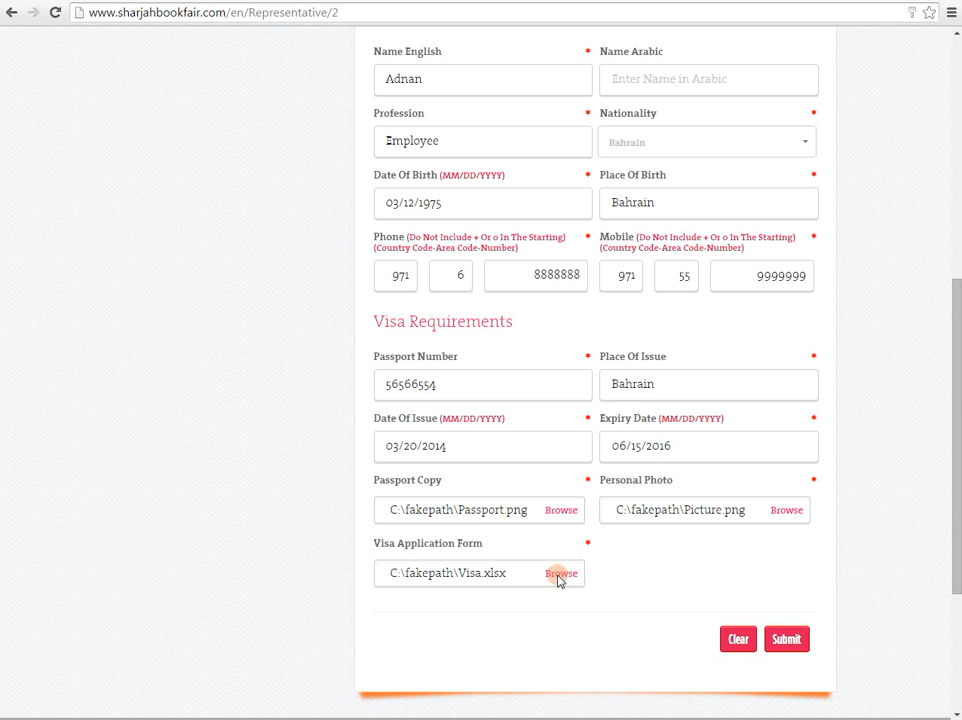 www.sharjahbookfair.com/en/Representative/2
Name English * Name Arabic
Adnan Enter Name in Arabic
Profession * Nationality *
Employee Bahrain
Date Of Birth (MM/DD/YYYY) * Place Of Birth *
03/12/1975 Bahrain
Phone (Do Not Include + Or 0 In The Starting) * Mobile (Do Not Include + Or 0 In The Starting) *
(Country Code-Area Code-Number) (Country Code-Area Code-Number)
971 6 8888888 971 55 9999999
Visa Requirements
Passport Number * Place Of Issue *
56566554 Bahrain
Date Of Issue (MM/DD/YYYY) * Expiry Date (MM/DD/YYYY) *
03/20/2014 06/15/2016
Passport Copy * Personal Photo *
C:\fakepath\Passport.png Browse C:\fakepath\Picture.png Browse
Visa Application Form *
C:\fakepath\Visa.xlsx Browse
Clear Submit